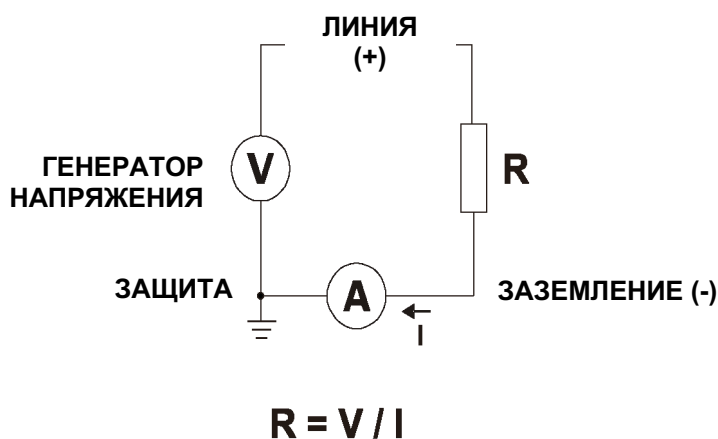 ЛИНИЯ
(+)
ГЕНЕРАТОР
НАПРЯЖЕНИЯ
V
R
ЗАЩИТА
A
ЗАЗЕМЛЕНИЕ (-)
I
R = V / I